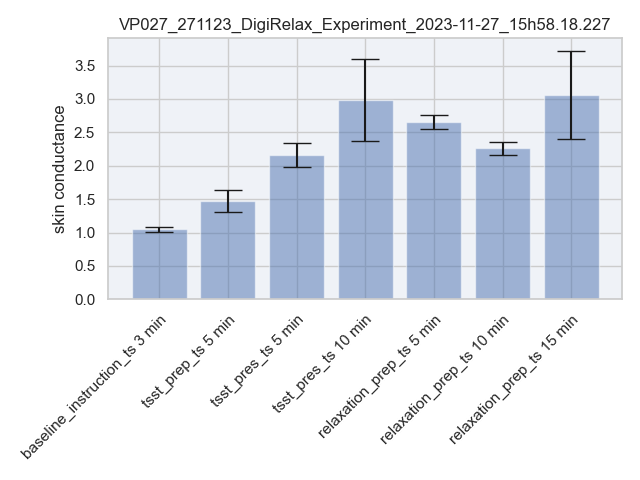 VP027_271123_DigiRelax_Experiment_2023-11-27_15h58.18.227
skin conductance
3.5
3.0
2.5
2.0
1.5
1.0
0.5
0.0
baseline_instruction_ts 3 min
tsst_prep_ts 5 min
tsst_pres_ts 5 min
tsst_pres_ts 10 min
relaxation_prep_ts 5 min
relaxation_prep_ts 10 min
relaxation_prep_ts 15 min